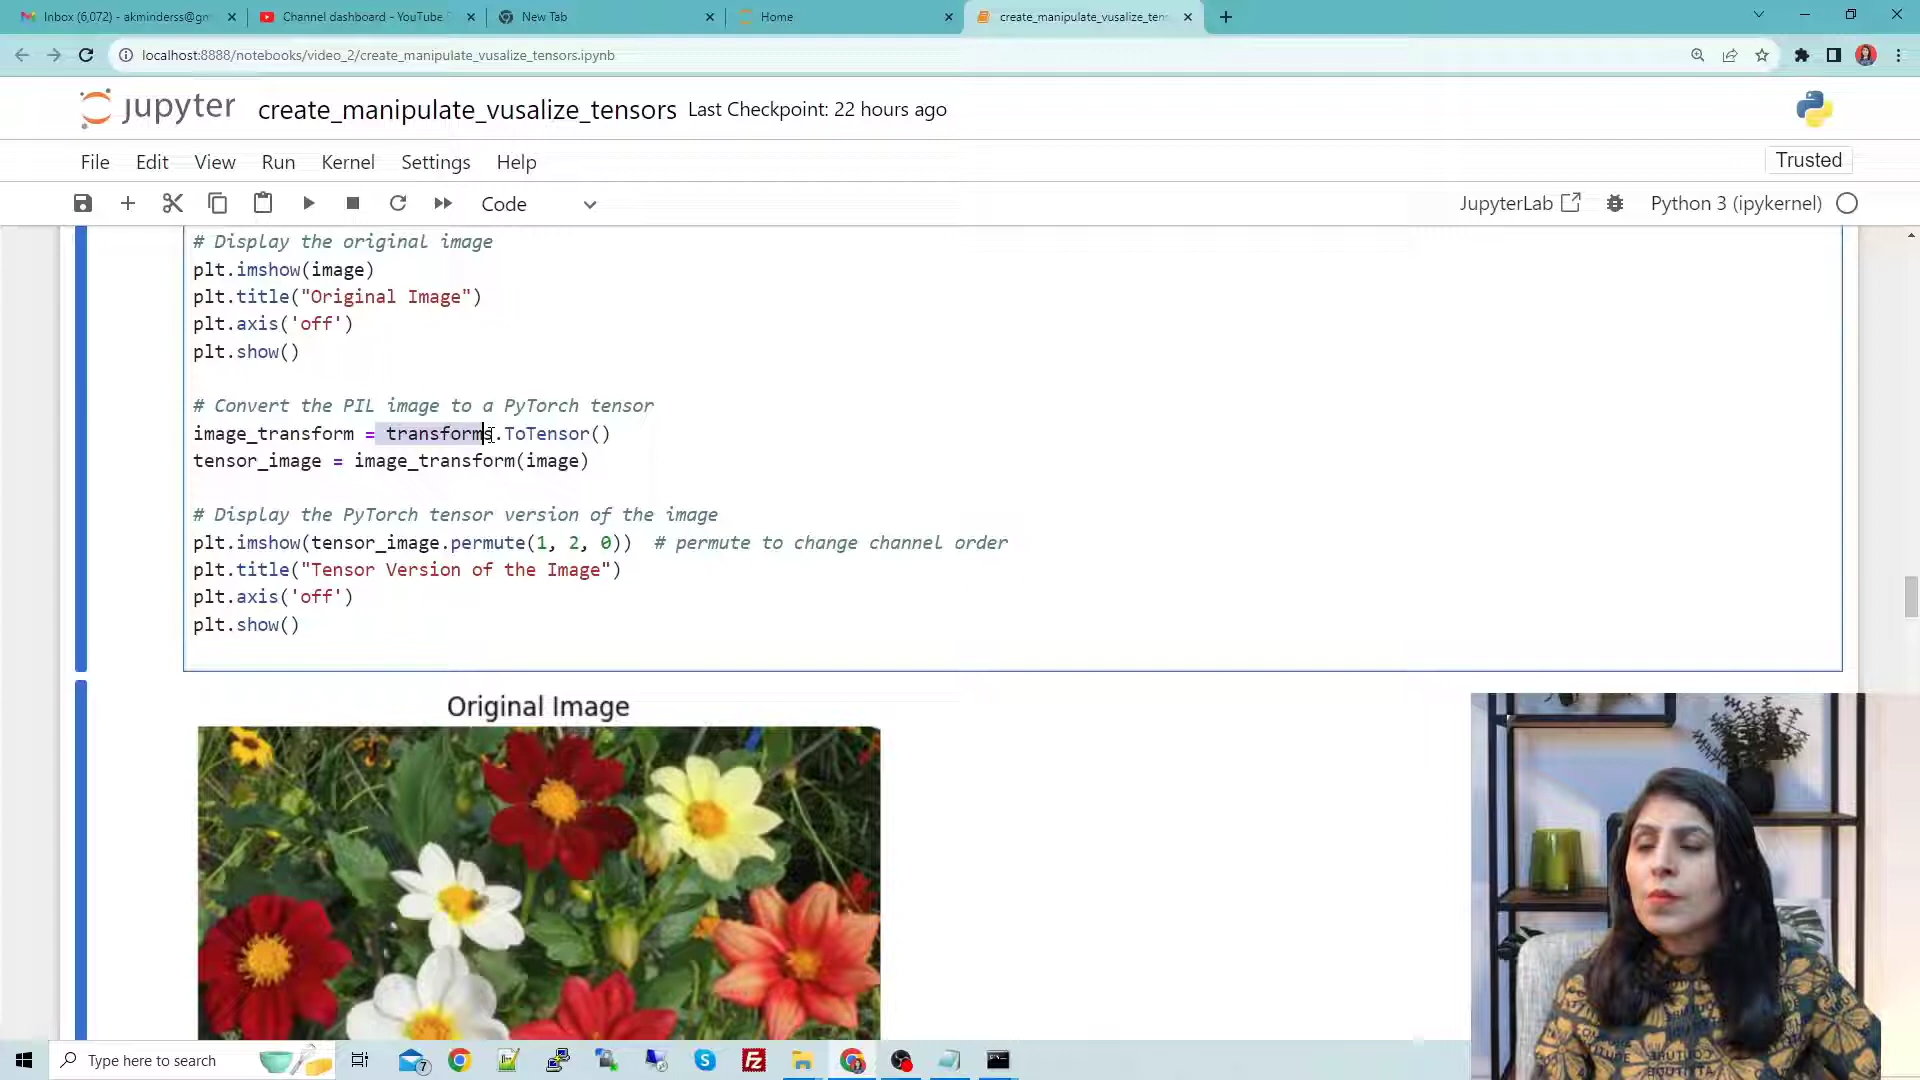 Inbox (6,072) - akminderss@gm
Channel dashboard - YouTube
New Tab
Home
create_manipulate_vusalize_tens
localhost:8888/notebooks/video_2/create_manipulate_vusalize_tensors.ipynb
jupyter create_manipulate_vusalize_tensors Last Checkpoint: 22 hours ago
File Edit View Run Kernel Settings Help
Trusted
Code
JupyterLab
Python 3 (ipykernel)
# Display the original image
plt.imshow(image)
plt.title("Original Image")
plt.axis('off')
plt.show()
# Convert the PIL image to a PyTorch tensor
image_transform = transforms.ToTensor()
tensor_image = image_transform(image)
# Display the PyTorch tensor version of the image
plt.imshow(tensor_image.permute(1, 2, 0))  # permute to change channel order
plt.title("Tensor Version of the Image")
plt.axis('off')
plt.show()
Original Image
Type here to search
7